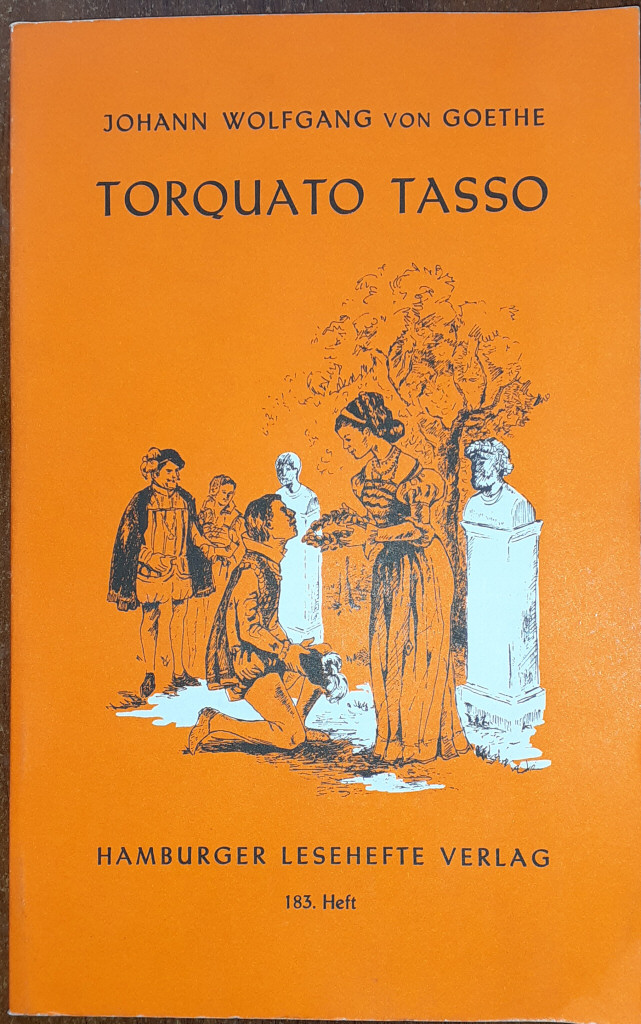 JOHANN WOLFGANG VON GOETHE
TORQUATO TASSO
HAMBURGER LESEHEFTE VERLAG
183. Heft